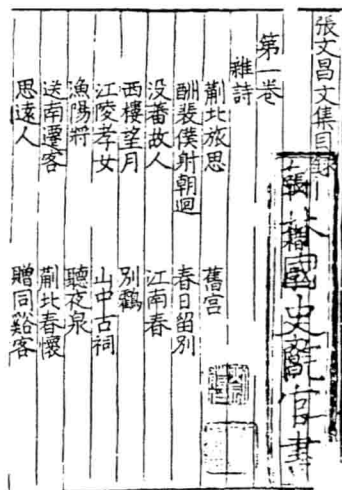 張文昌文集目録
翰林國史院官書
第一卷
雜詩
薊北旅思 舊宫
酬裴僕射朝迴 春日留別
没蕃故人 江南春
西樓望月 別鶴
江陵孝女 山中古祠
漁陽將 聽夜泉
送南遷客 薊北春懷
思遠人 贈同谿客